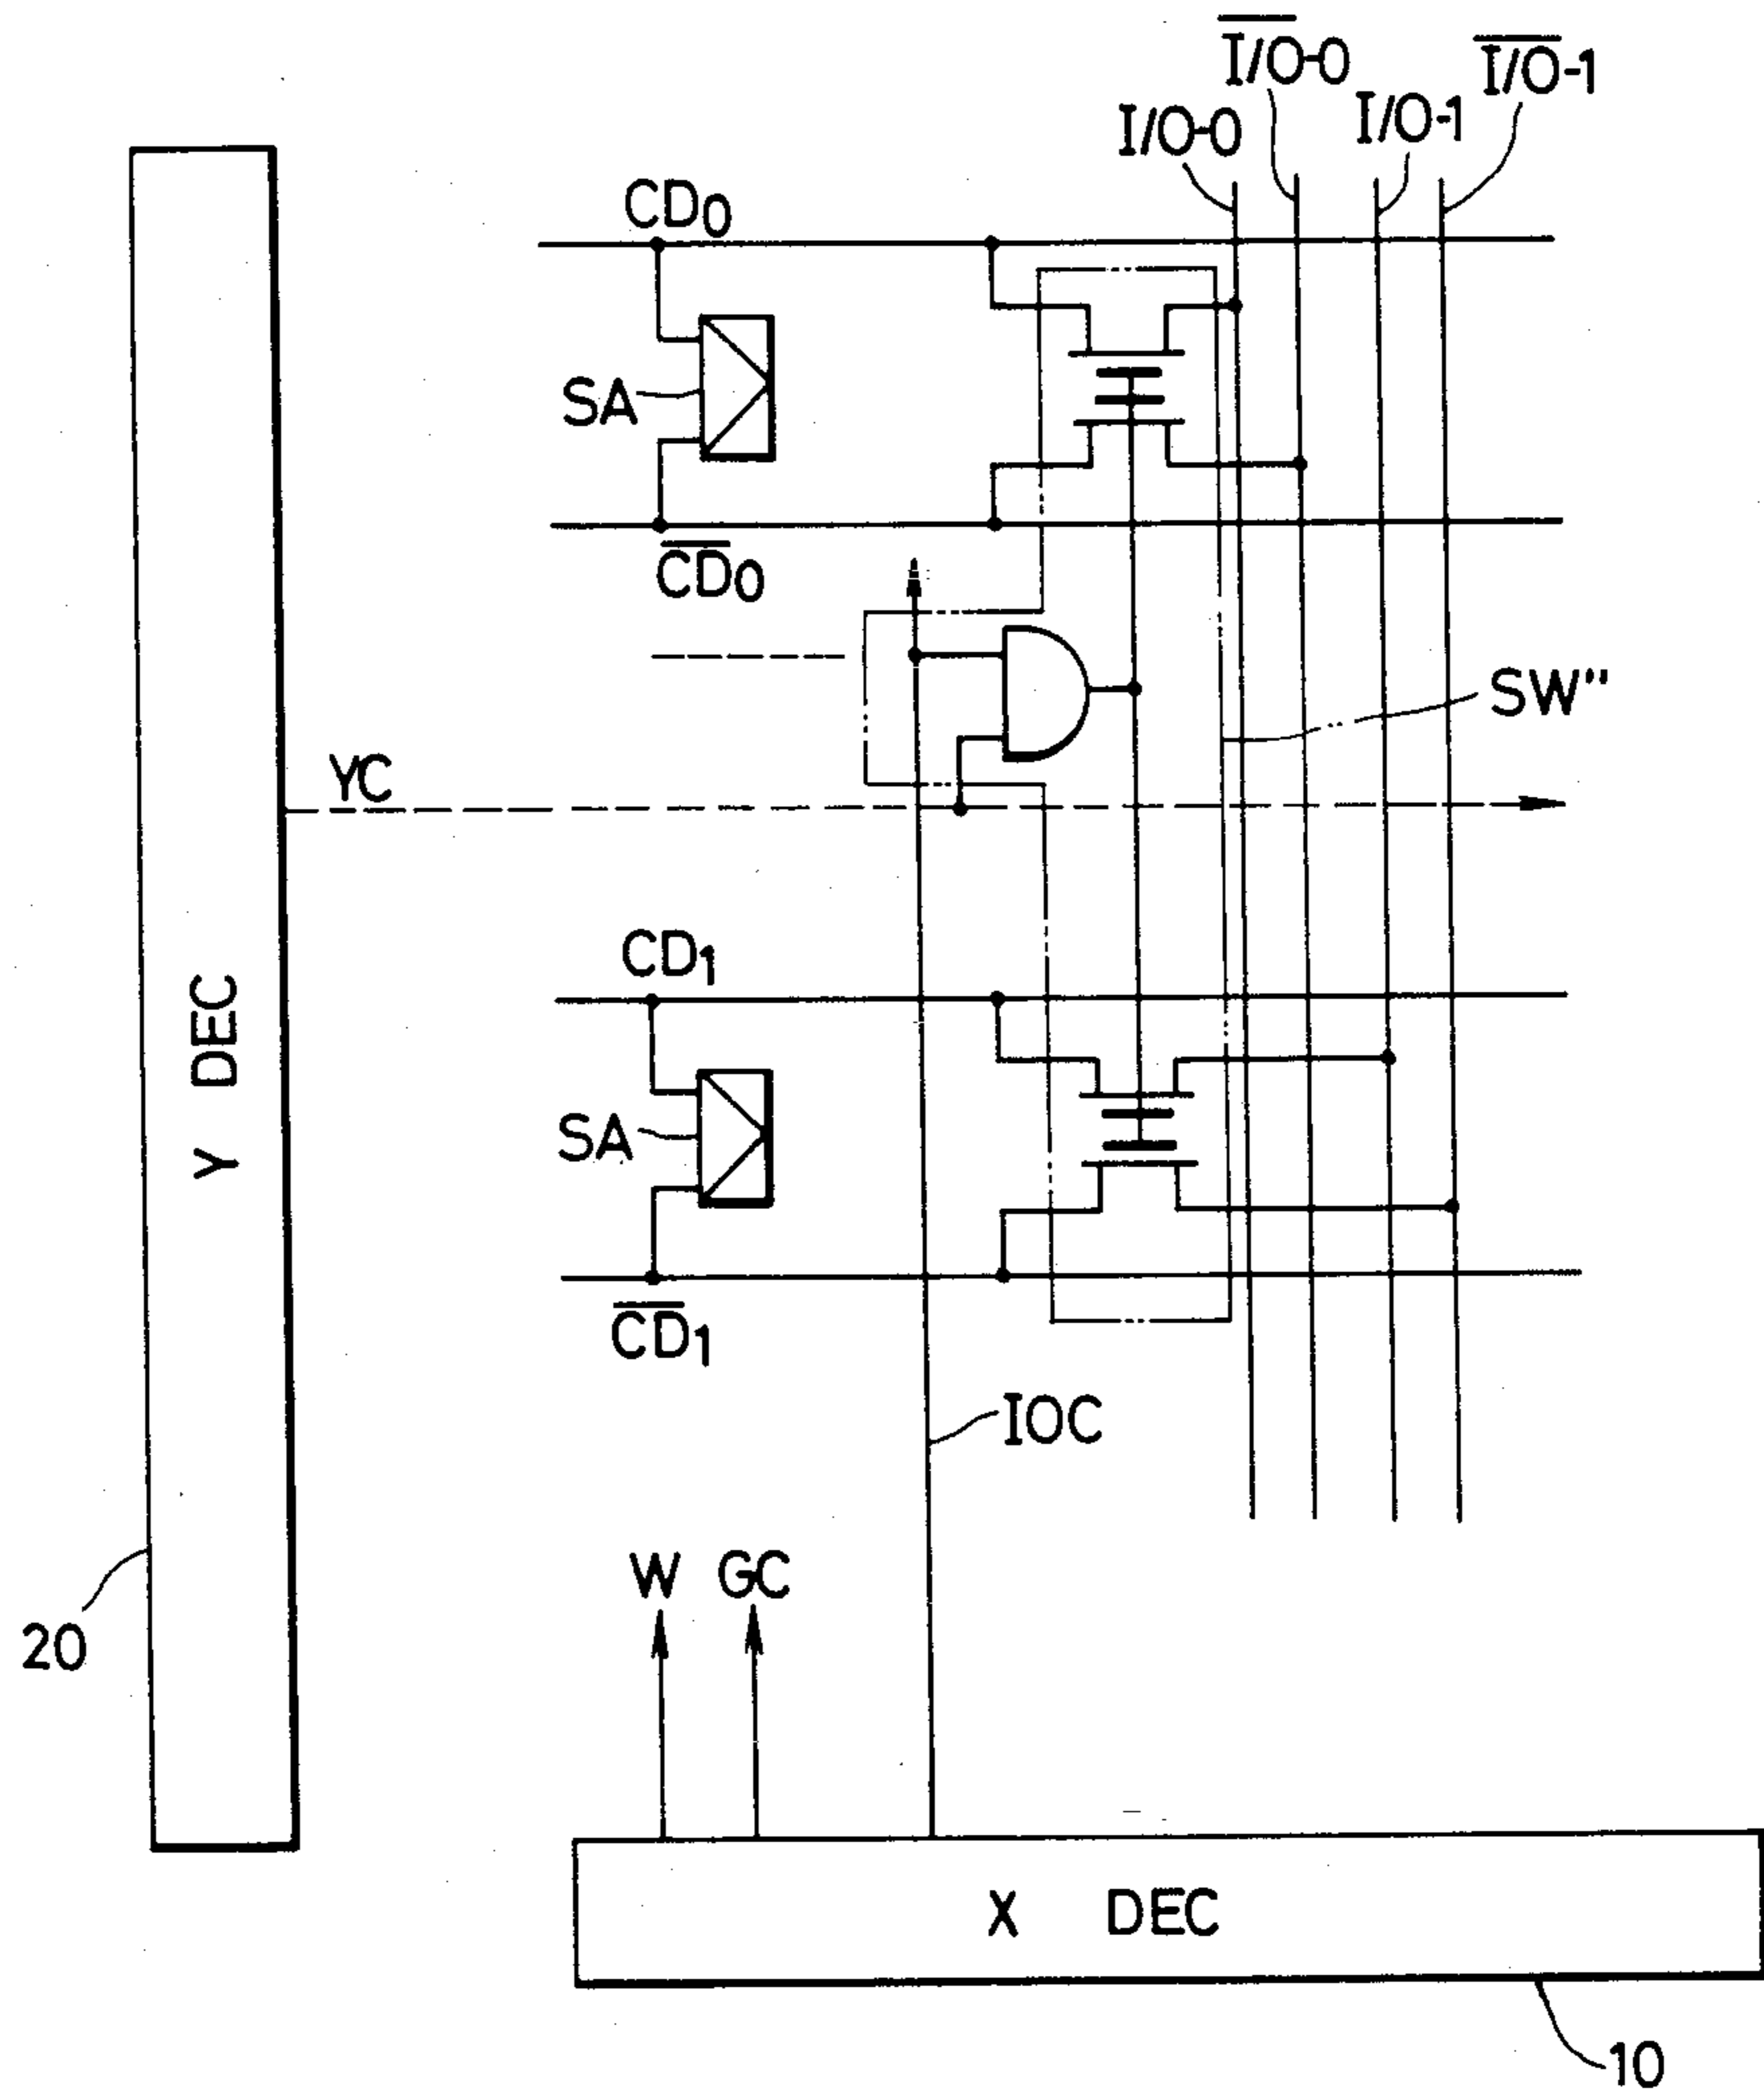 I/O-0
I/O-0
I/O-1
I/O-1
CD0
SA
CD0
SW"
YC
Y DEC
CD1
SA
CD1
IOC
W GC
20
X DEC
10